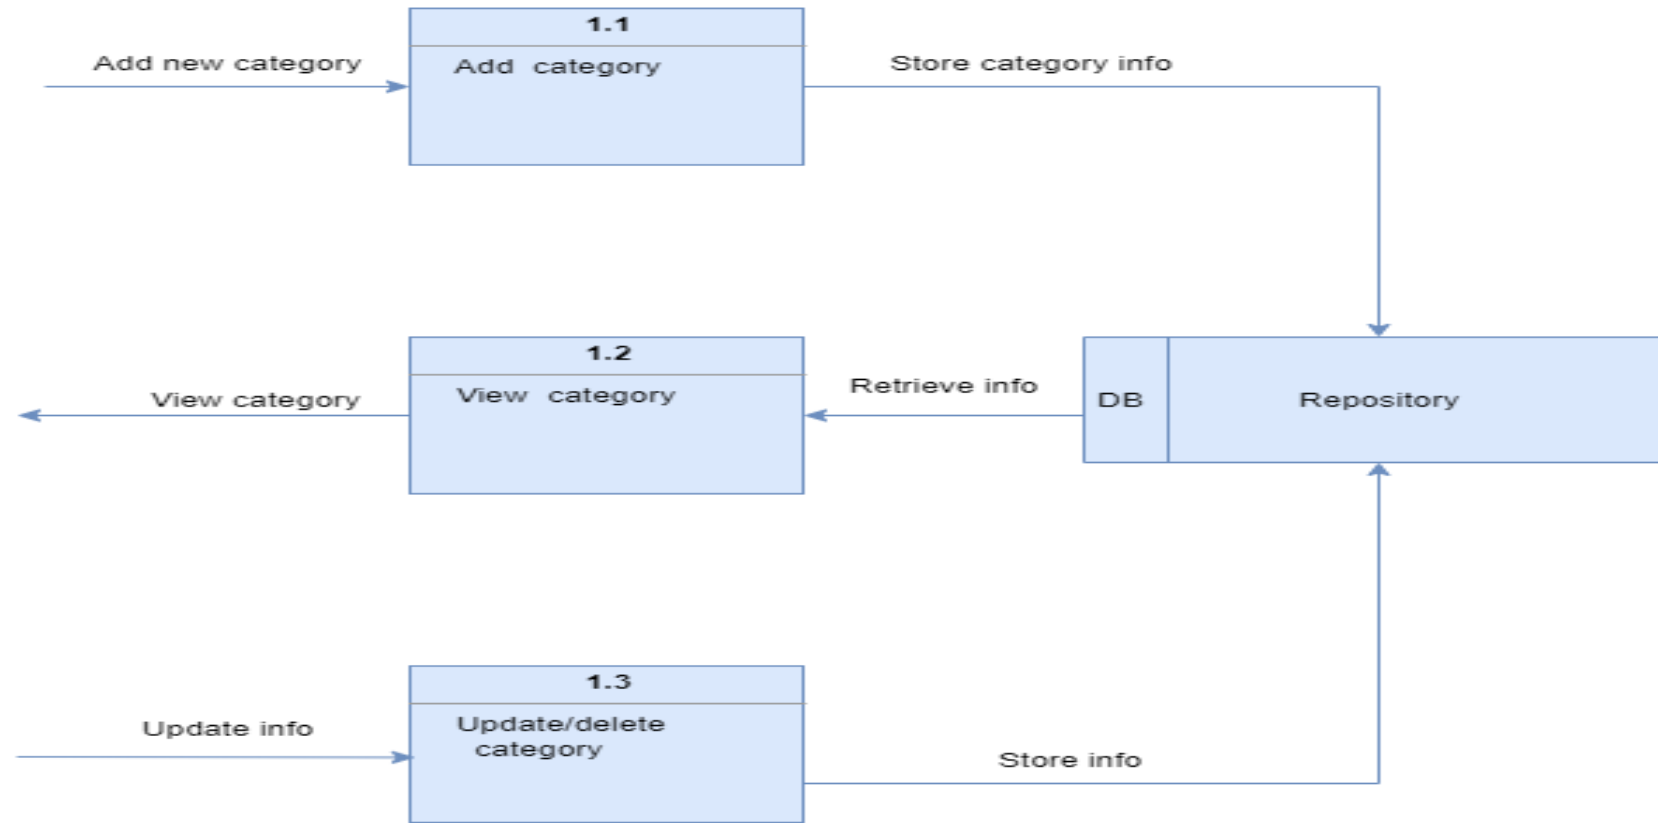 1.1
Add new category
Add category
Store category info
1.2
View category
View category
Retrieve info
DB
Repository
1.3
Update info
Update/delete
category
Store info